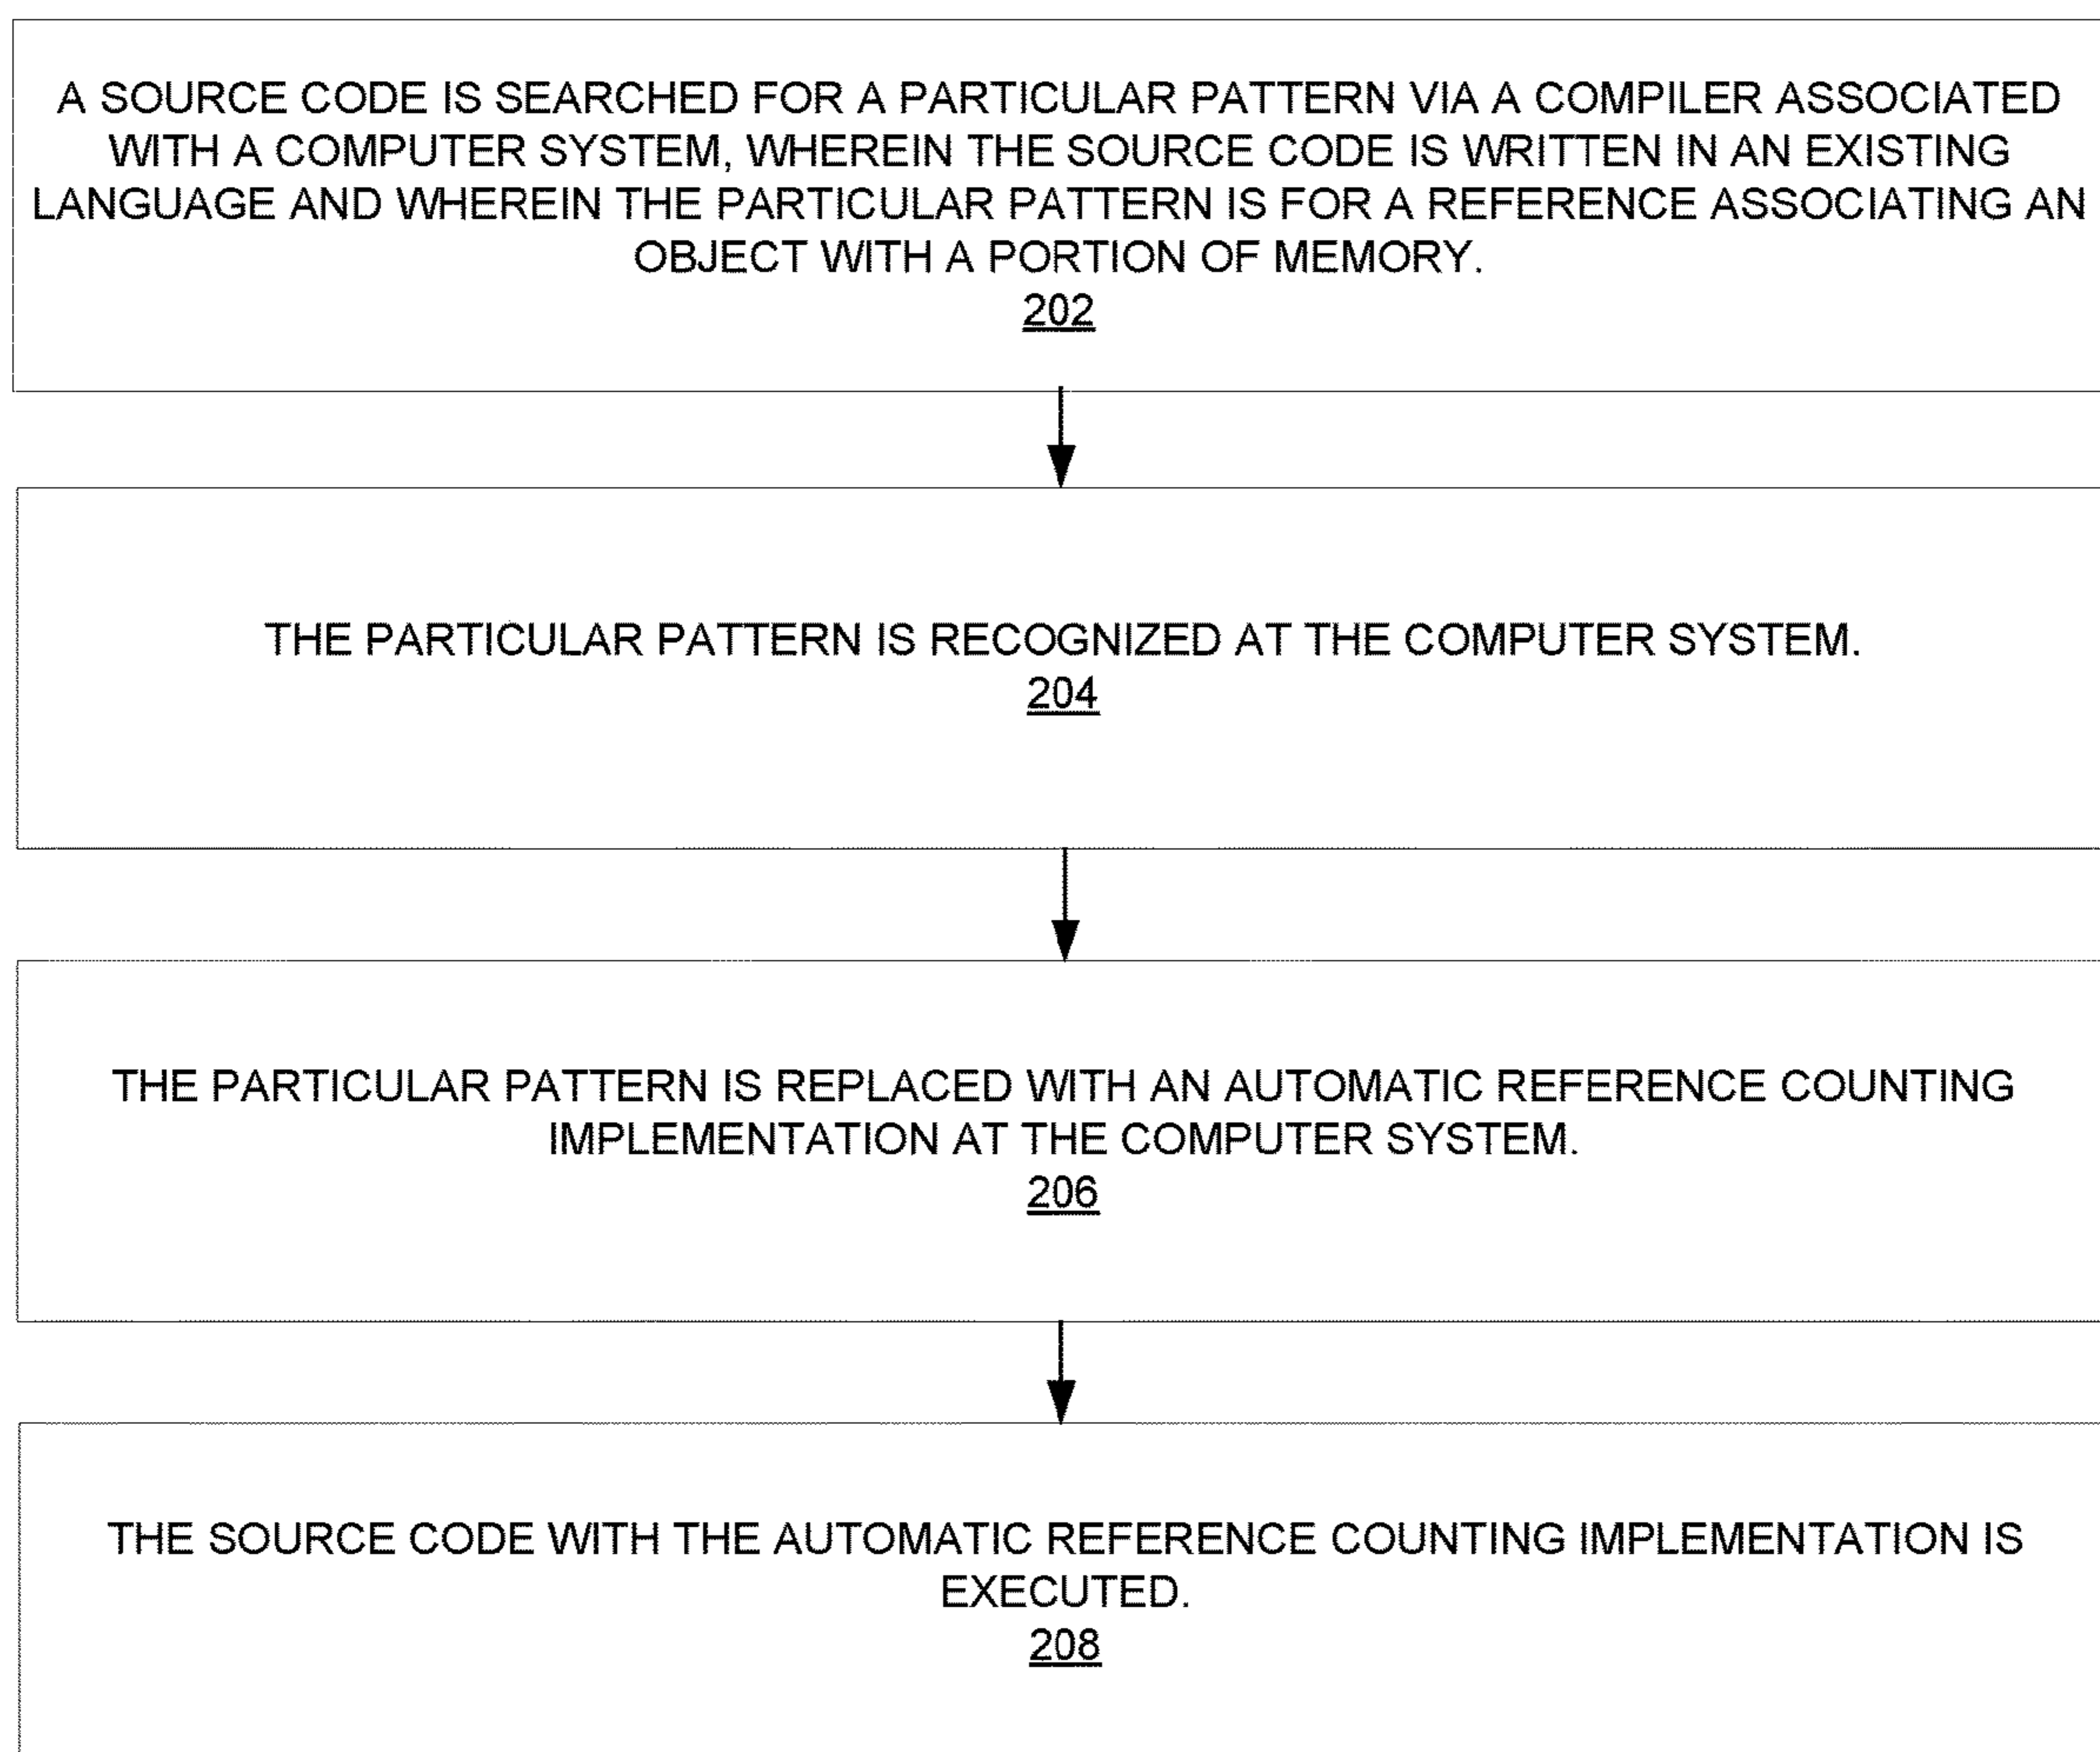 A SOURCE CODE IS SEARCHED FOR A PARTICULAR PATTERN VIA A COMPILER ASSOCIATED
WITH A COMPUTER SYSTEM, WHEREIN THE SOURCE CODE IS WRITTEN IN AN EXISTING
LANGUAGE AND WHEREIN THE PARTICULAR PATTERN IS FOR A REFERENCE ASSOCIATING AN
OBJECT WITH A PORTION OF MEMORY.
202
THE PARTICULAR PATTERN IS RECOGNIZED AT THE COMPUTER SYSTEM.
204
THE PARTICULAR PATTERN IS REPLACED WITH AN AUTOMATIC REFERENCE COUNTING
IMPLEMENTATION AT THE COMPUTER SYSTEM.
206
THE SOURCE CODE WITH THE AUTOMATIC REFERENCE COUNTING IMPLEMENTATION IS
EXECUTED.
208